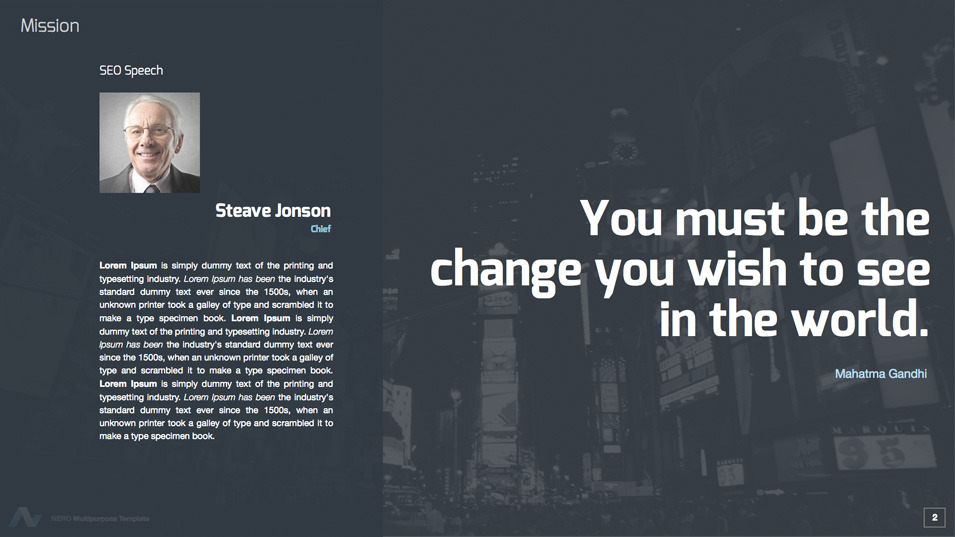 Mission
SEO Speech
Steave Jonson
Chief
Lorem Ipsum is simply dummy text of the printing and
typesetting industry. Lorem Ipsum has been the industry's
standard dummy text ever since the 1500s, when an
unknown printer took a galley of type and scrambled it to
make a type specimen book. Lorem Ipsum is simply
dummy text of the printing and typesetting industry. Lorem
Ipsum has been the industry's standard dummy text ever
since the 1500s, when an unknown printer took a galley of
type and scrambled it to make a type specimen book.
Lorem Ipsum is simply dummy text of the printing and
typesetting industry. Lorem Ipsum has been the industry's
standard dummy text ever since the 1500s, when an
unknown printer took a galley of type and scrambled it to
make a type specimen book.
You must be the
change you wish to see
in the world.
Mahatma Gandhi
MARQUIS
HERO Multipurpose Template
2